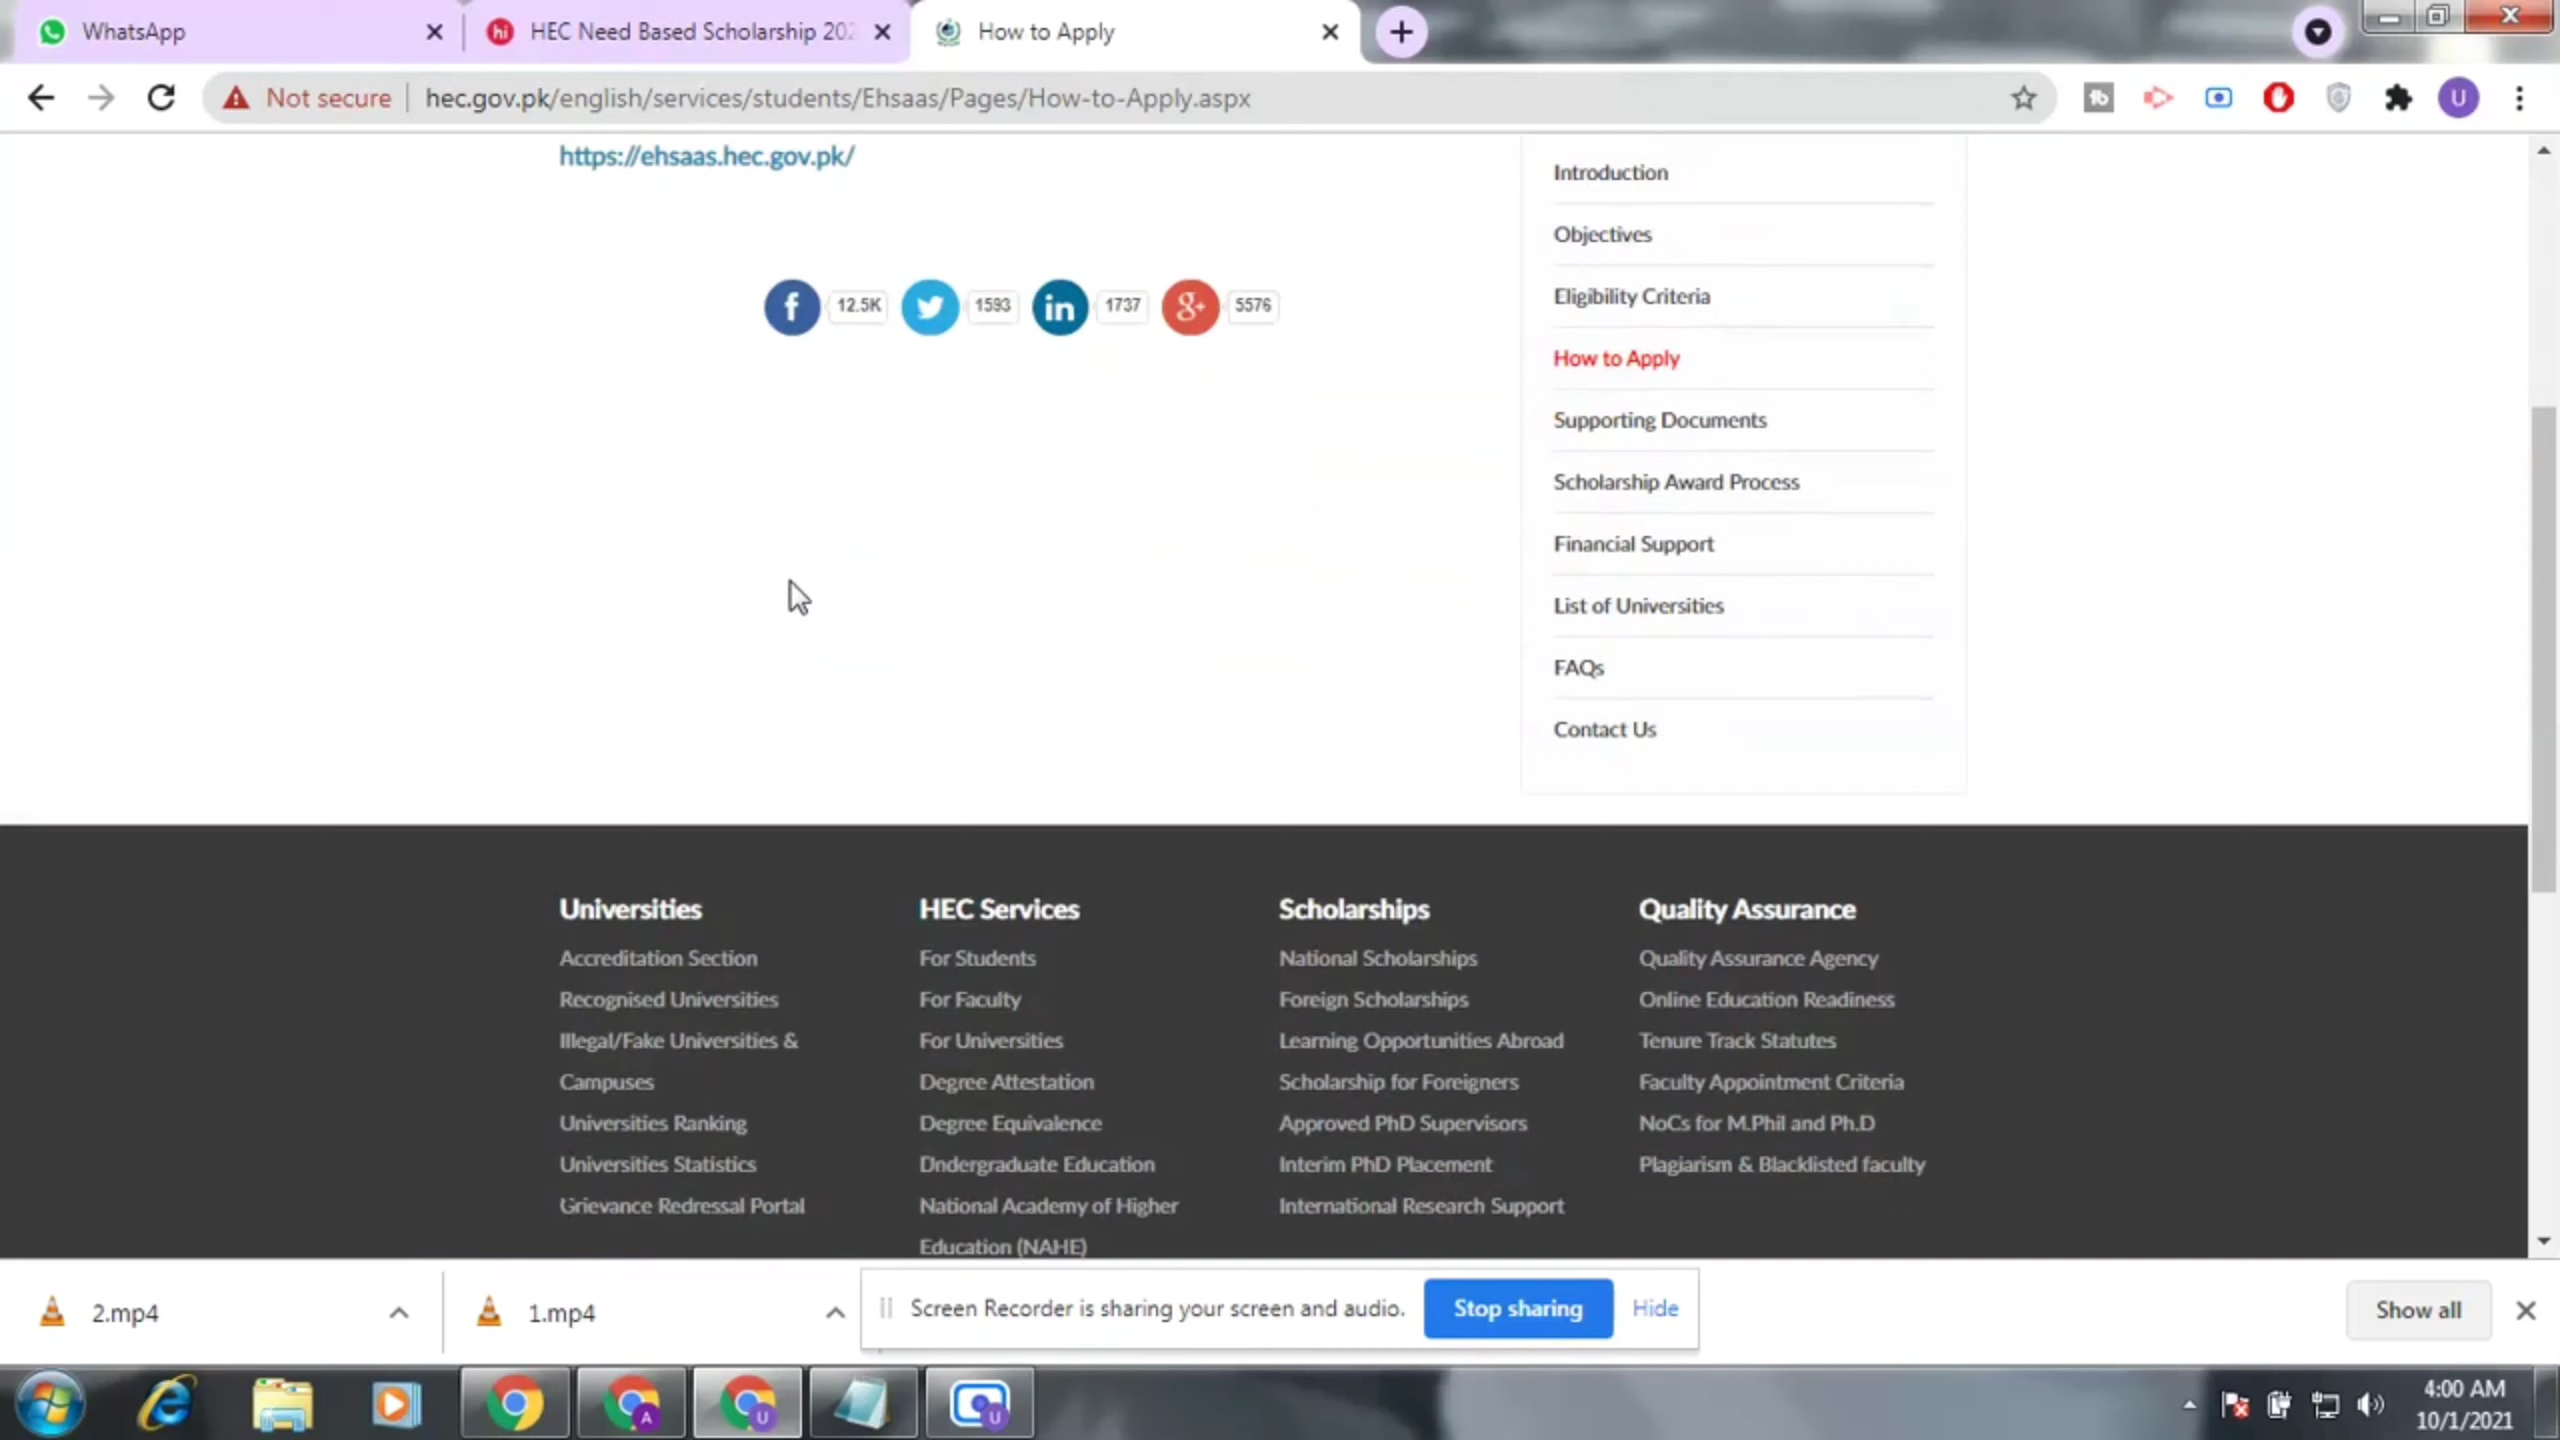 WhatsApp
HEC Need Based Scholarship 202
How to Apply
Not secure
hec.gov.pk/english/services/students/Ehsaas/Pages/How-to-Apply.aspx
https://ehsaas.hec.gov.pk/
12.5K
1593
1737
5576
Introduction
Objectives
Eligibility Criteria
How to Apply
Supporting Documents
Scholarship Award Process
Financial Support
List of Universities
FAQs
Contact Us
Universities
Accreditation Section
Recognised Universities
Illegal/Fake Universities &
Campuses
Universities Ranking
Universities Statistics
Grievance Redressal Portal
HEC Services
For Students
For Faculty
For Universities
Degree Attestation
Degree Equivalence
Dndergraduate Education
National Academy of Higher
Education (NAHE)
Scholarships
National Scholarships
Foreign Scholarships
Learning Opportunities Abroad
Scholarship for Foreigners
Approved PhD Supervisors
Interim PhD Placement
International Research Support
Quality Assurance
Quality Assurance Agency
Online Education Readiness
Tenure Track Statutes
Faculty Appointment Criteria
NoCs for M.Phil and Ph.D
Plagiarism & Blacklisted faculty
2.mp4
1.mp4
Screen Recorder is sharing your screen and audio.
Stop sharing
Hide
Show all
4:00 AM
10/1/2021